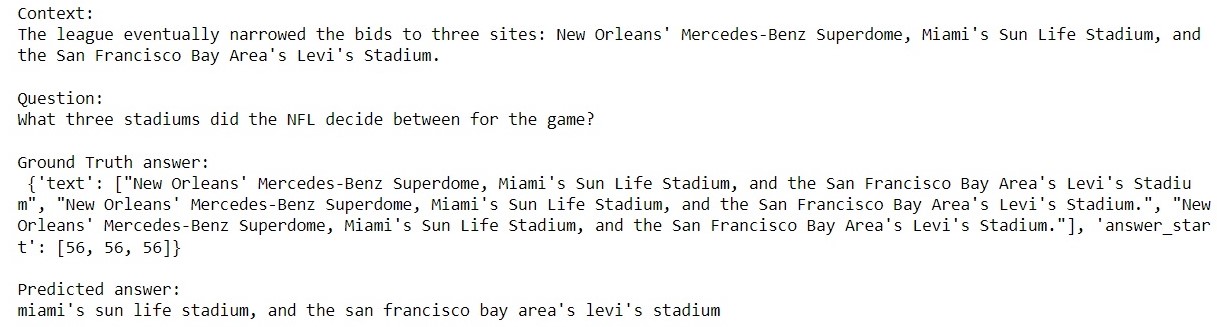 Context:
The league eventually narrowed the bids to three sites: New Orleans' Mercedes-Benz Superdome, Miami's Sun Life Stadium, and
the San Francisco Bay Area's Levi's Stadium.
Question:
What three stadiums did the NFL decide between for the game?
Ground Truth answer:
{'text': ["New Orleans' Mercedes-Benz Superdome, Miami's Sun Life Stadium, and the San Francisco Bay Area's Levi's Stadiu
m", "New Orleans' Mercedes-Benz Superdome, Miami's Sun Life Stadium, and the San Francisco Bay Area's Levi's Stadium.", "New
Orleans' Mercedes-Benz Superdome, Miami's Sun Life Stadium, and the San Francisco Bay Area's Levi's Stadium."], 'answer_star
t': [56, 56, 56]}
Predicted answer:
miami's sun life stadium, and the san francisco bay area's levi's stadium